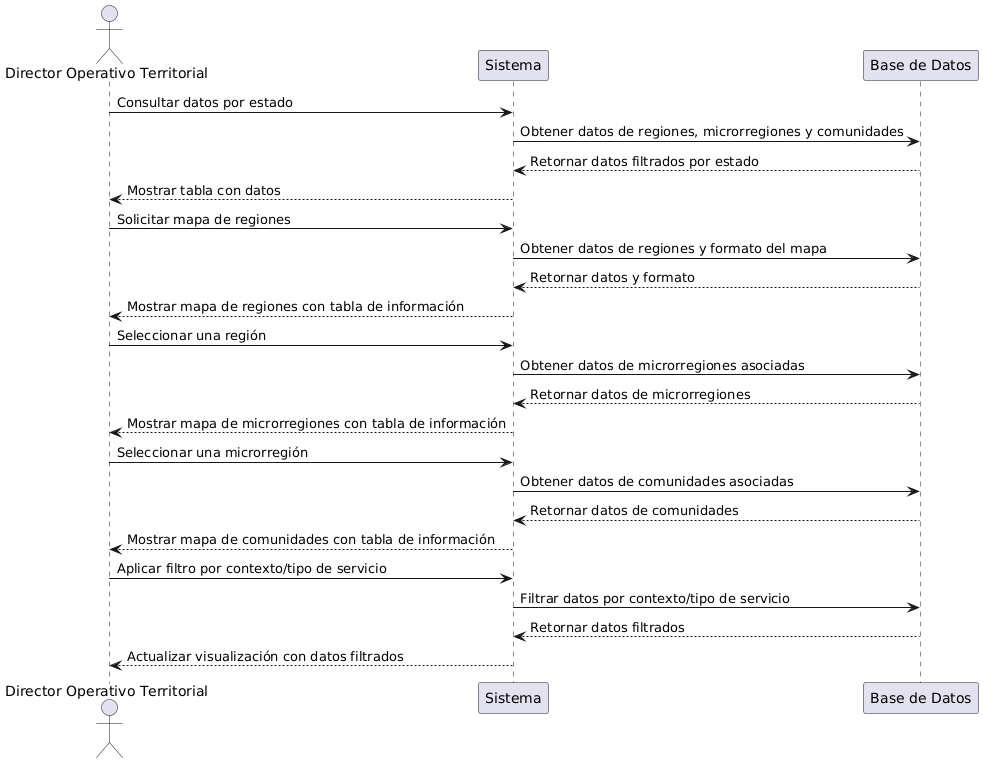 Director Operativo Territorial
Sistema
Base de Datos
Consultar datos por estado
Obtener datos de regiones, microrregiones y comunidades
Retornar datos filtrados por estado
Mostrar tabla con datos
Solicitar mapa de regiones
Obtener datos de regiones y formato del mapa
Retornar datos y formato
Mostrar mapa de regiones con tabla de información
Seleccionar una región
Obtener datos de microrregiones asociadas
Retornar datos de microrregiones
Mostrar mapa de microrregiones con tabla de información
Seleccionar una microrregión
Obtener datos de comunidades asociadas
Retornar datos de comunidades
Mostrar mapa de comunidades con tabla de información
Aplicar filtro por contexto/tipo de servicio
Filtrar datos por contexto/tipo de servicio
Retornar datos filtrados
Actualizar visualización con datos filtrados
Director Operativo Territorial
Sistema
Base de Datos